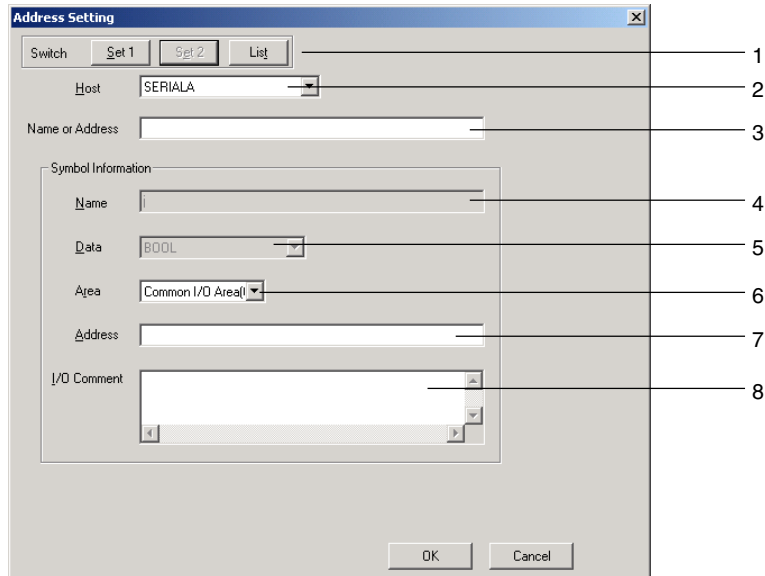 Address Setting
Switch Set 1 Set 2 List 1
Host SERIALA 2
Name or Address 3
Symbol Information
Name i 4
Data BOOL 5
Area Common I/O Area( 6
Address 7
I/O Comment 8
OK Cancel